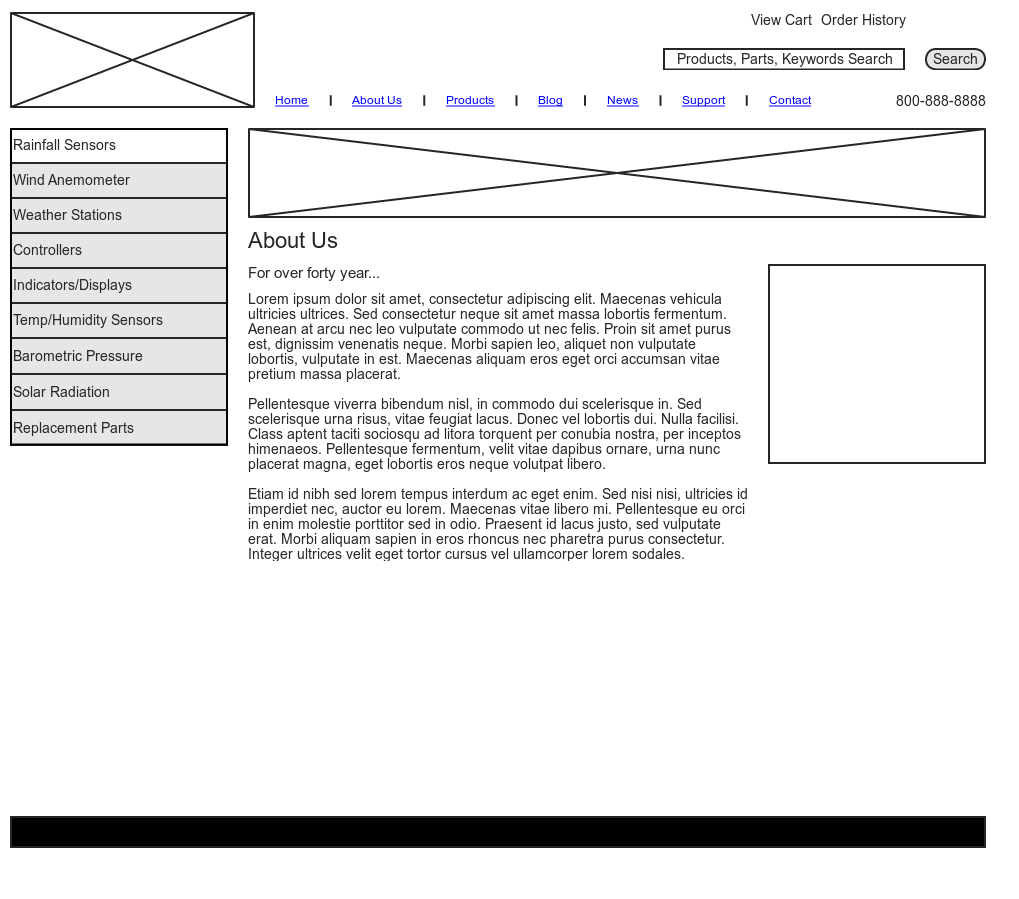 View Cart Order History
Products, Parts, Keywords Search
Search
Home | About Us | Products | Blog | News | Support | Contact
800-888-8888
Rainfall Sensors
Wind Anemometer
Weather Stations
Controllers
Indicators/Displays
Temp/Humidity Sensors
Barometric Pressure
Solar Radiation
Replacement Parts
About Us
For over forty year...
Lorem ipsum dolor sit amet, consectetur adipiscing elit. Maecenas vehicula
ultricies ultrices. Sed consectetur neque sit amet massa lobortis fermentum.
Aenean at arcu nec leo vulputate commodo ut nec felis. Proin sit amet purus
est, dignissim venenatis neque. Morbi sapien leo, aliquet non vulputate
lobortis, vulputate in est. Maecenas aliquam eros eget orci accumsan vitae
pretium massa placerat.
Pellentesque viverra bibendum nisl, in commodo dui scelerisque in. Sed
scelerisque urna risus, vitae feugiat lacus. Donec vel lobortis dui. Nulla facilisi.
Class aptent taciti sociosqu ad litora torquent per conubia nostra, per inceptos
himenaeos. Pellentesque fermentum, velit vitae dapibus ornare, urna nunc
placerat magna, eget lobortis eros neque volutpat libero.
Etiam id nibh sed lorem tempus interdum ac eget enim. Sed nisi nisi, ultricies id
imperdiet nec, auctor eu lorem. Maecenas vitae libero mi. Pellentesque eu orci
in enim molestie porttitor sed in odio. Praesent id lacus justo, sed vulputate
erat. Morbi aliquam sapien in eros rhoncus nec pharetra purus consectetur.
Integer ultrices velit eget tortor cursus vel ullamcorper lorem sodales.